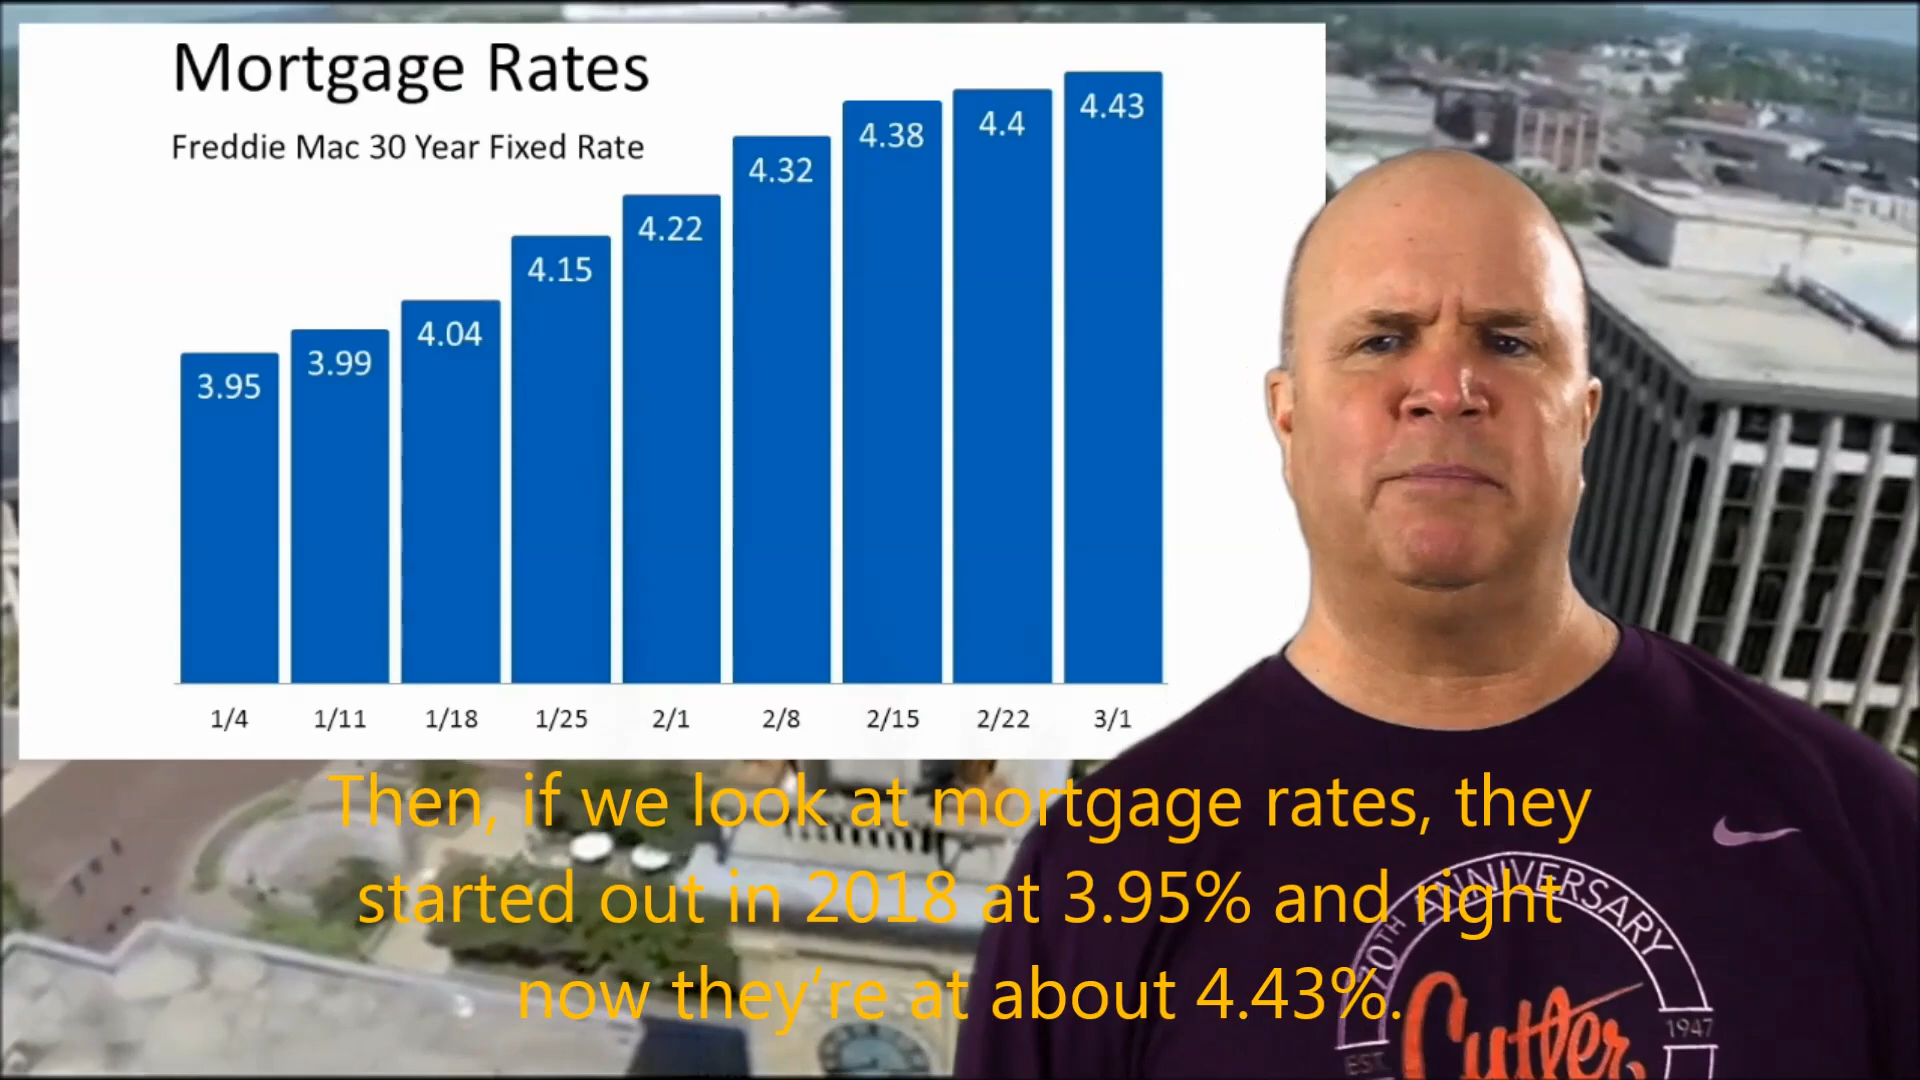 Mortgage Rates
Freddie Mac 30 Year Fixed Rate
3.95
3.99
4.04
4.15
4.22
4.32
4.38
4.4
4.43
1/4
1/11
1/18
1/25
2/1
2/8
2/15
2/22
3/1
Then, if we look at mortgage rates, they
started out in 2018 at 3.95% and right
now they're at about 4.43%.
70TH ANNIVERSARY
EST. 1947
Cutler